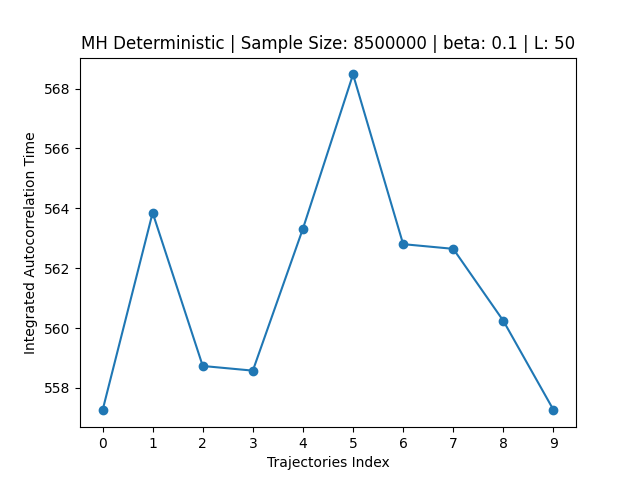 MH Deterministic | Sample Size: 8500000 | beta: 0.1 | L: 50
568
566
564
562
560
558
Integrated Autocorrelation Time
0 1 2 3 4 5 6 7 8 9
Trajectories Index